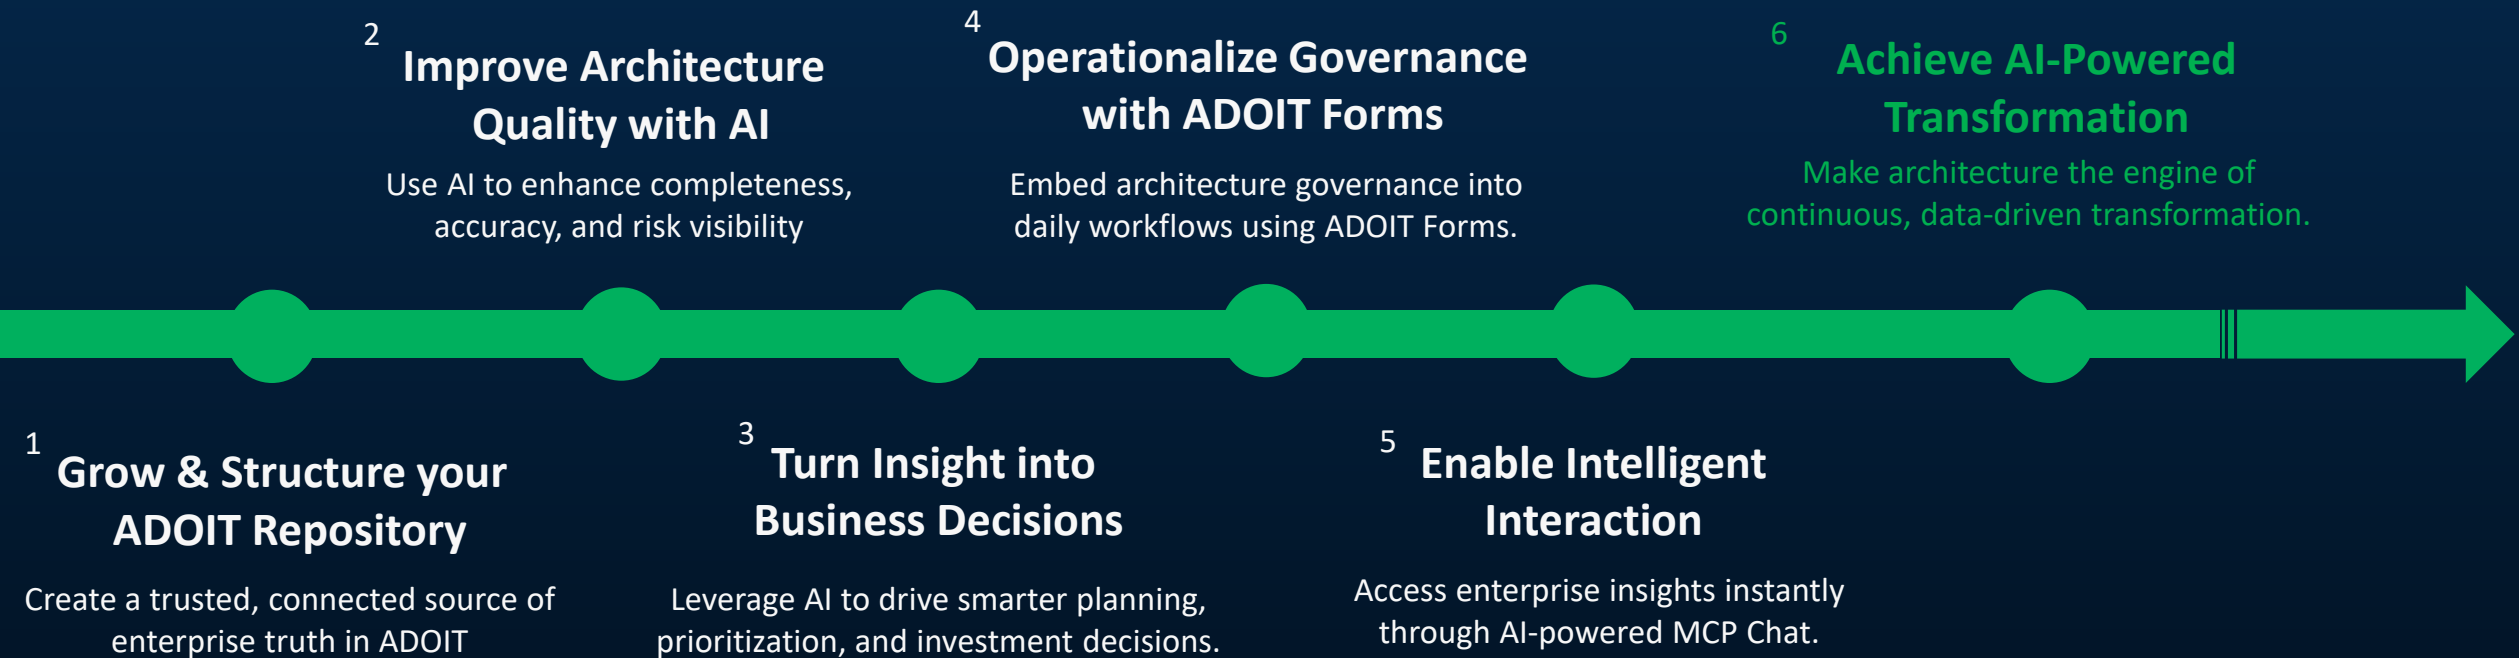 1
Grow & Structure your
ADOIT Repository
Create a trusted, connected source of
enterprise truth in ADOIT
2
Improve Architecture
Quality with AI
Use AI to enhance completeness,
accuracy, and risk visibility
3
Turn Insight into
Business Decisions
Leverage AI to drive smarter planning,
prioritization, and investment decisions.
4
Operationalize Governance
with ADOIT Forms
Embed architecture governance into
daily workflows using ADOIT Forms.
5
Enable Intelligent
Interaction
Access enterprise insights instantly
through AI-powered MCP Chat.
6
Achieve AI-Powered
Transformation
Make architecture the engine of
continuous, data-driven transformation.